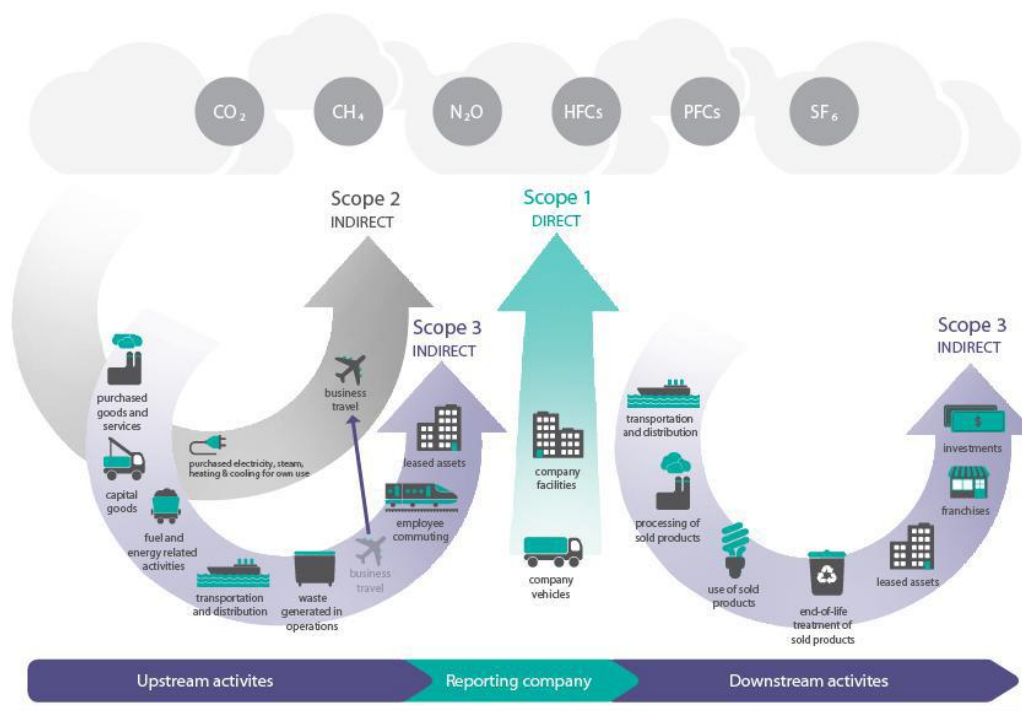 CO₂
CH₄
N₂O
HFCs
PFCs
SF₆
Scope 2
INDIRECT
Scope 1
DIRECT
Scope 3
INDIRECT
Scope 3
INDIRECT
purchased
goods and
services
capital
goods
fuel and
energy related
activities
transportation
and distribution
waste
generated in
operations
business
travel
business
travel
purchased electricity, steam,
heating & cooling for own use
employee
commuting
leased assets
company
facilities
company
vehicles
transportation
and distribution
processing of
sold products
use of sold
products
end-of-life
treatment of
sold products
leased assets
franchises
investments
$
Upstream activites
Reporting company
Downstream activites